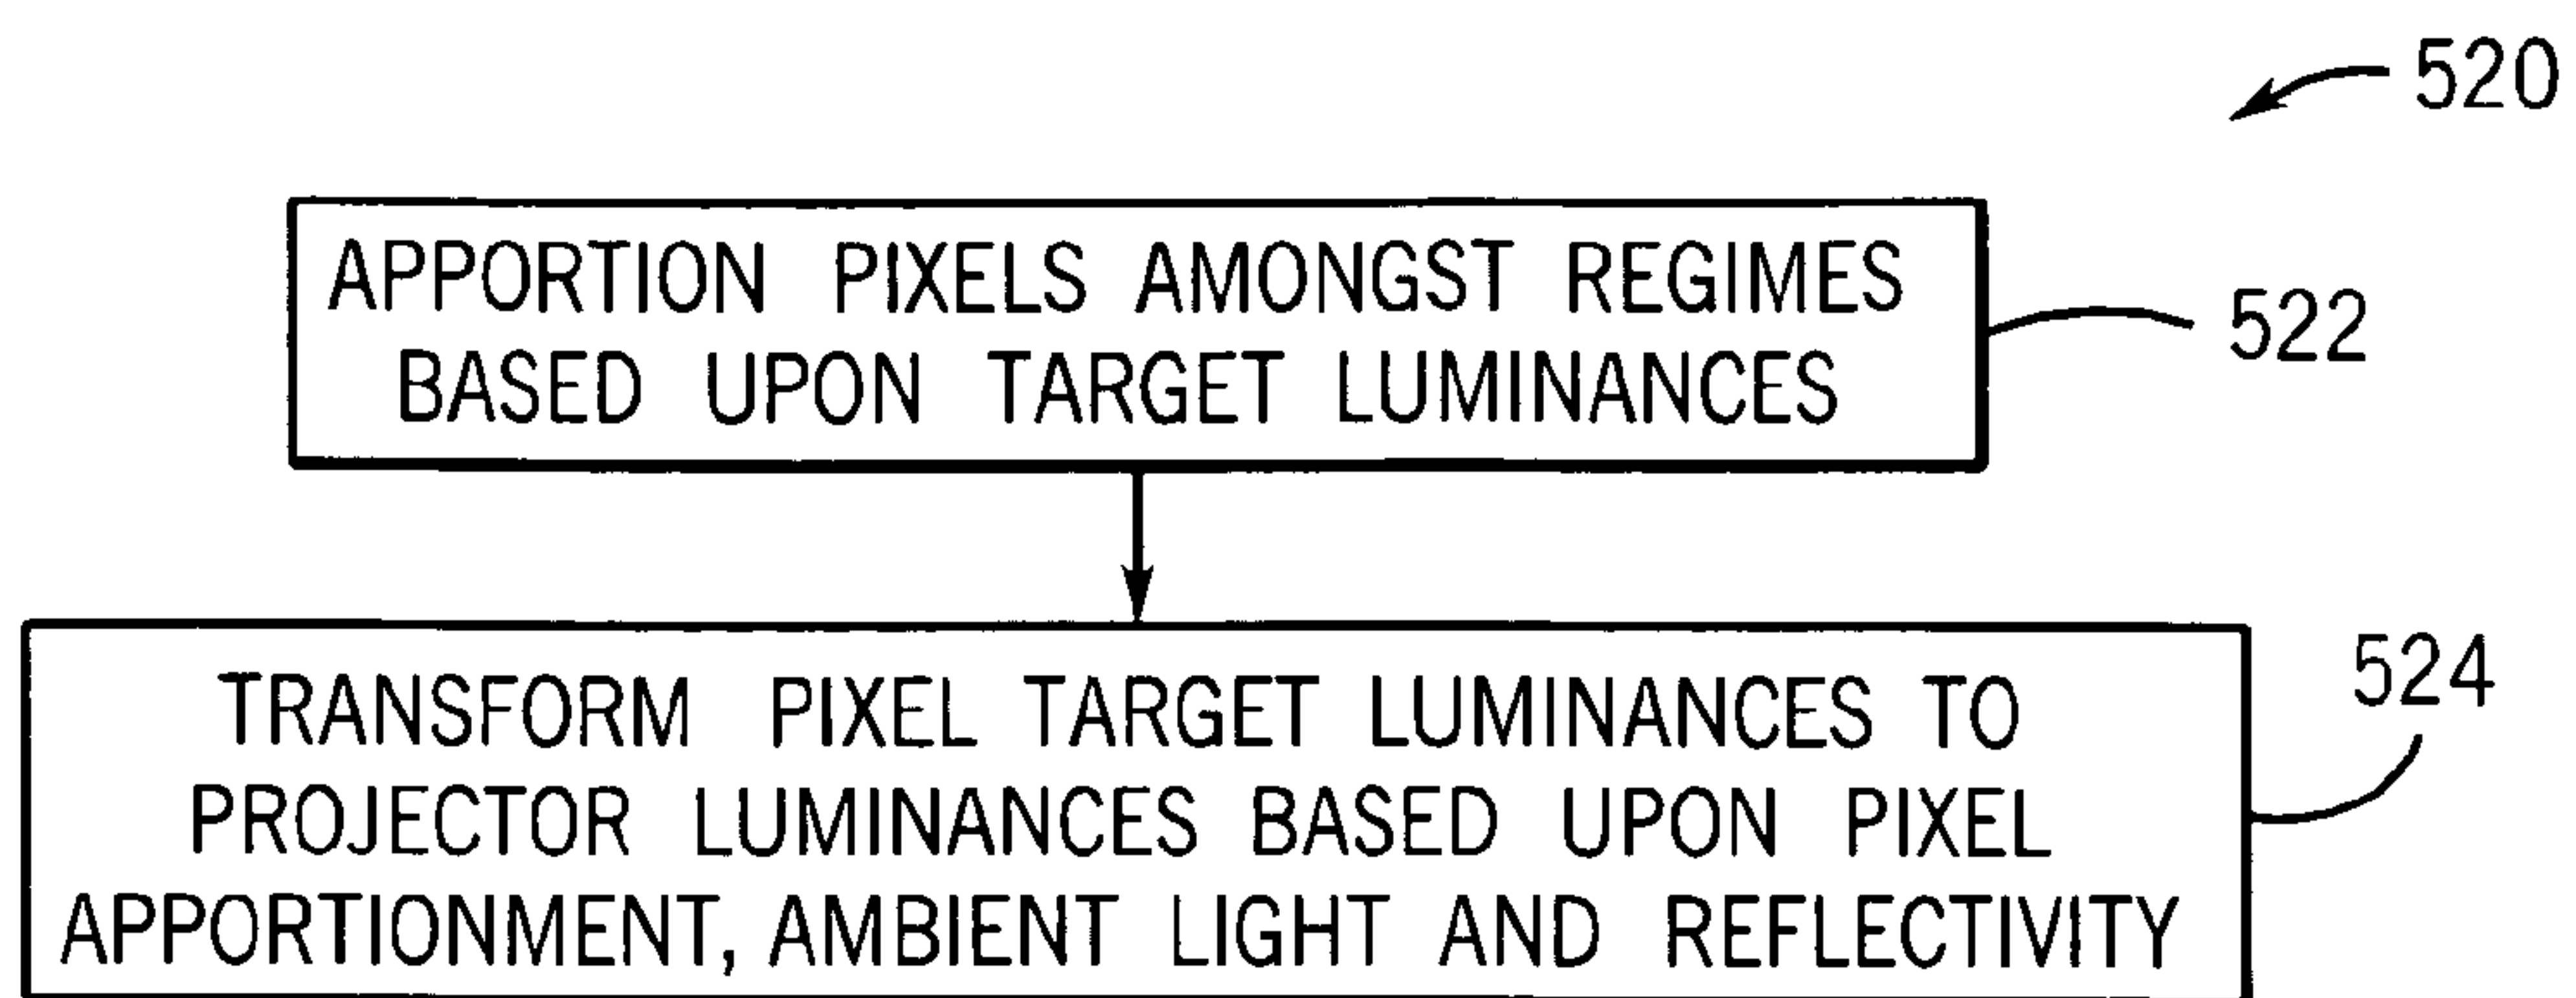 520
APPORTION PIXELS AMONGST REGIMES
BASED UPON TARGET LUMINANCES
522
TRANSFORM PIXEL TARGET LUMINANCES TO
PROJECTOR LUMINANCES BASED UPON PIXEL
APPORTIONMENT, AMBIENT LIGHT AND REFLECTIVITY
524